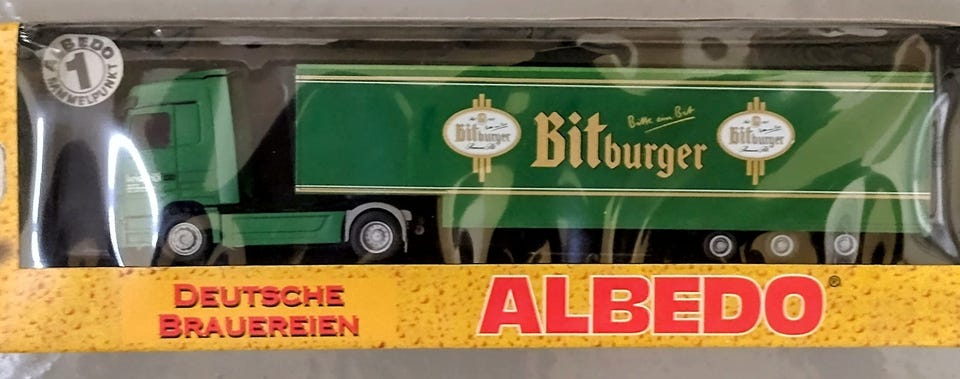 ALBEDO
1
SAMMELPUNKT
Bitburger
Bitte ein Bit
Bitburger
Bitburger
DEUTSCHE
BRAUEREIEN
ALBEDO®